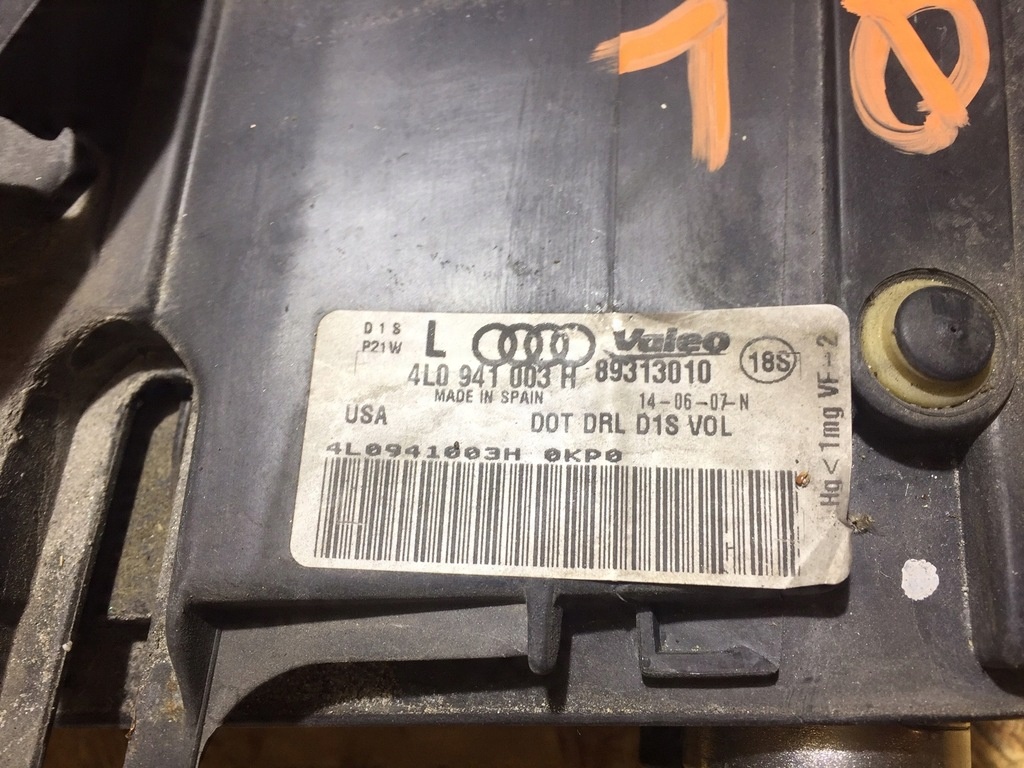 10
D1S
P21W
L
Valeo
18S
4L0 941 003 H 89313010
MADE IN SPAIN
14-06-07-N
USA
DOT DRL D1S VOL
4L0941003H 0KP0
Hg < 1mg VF-2